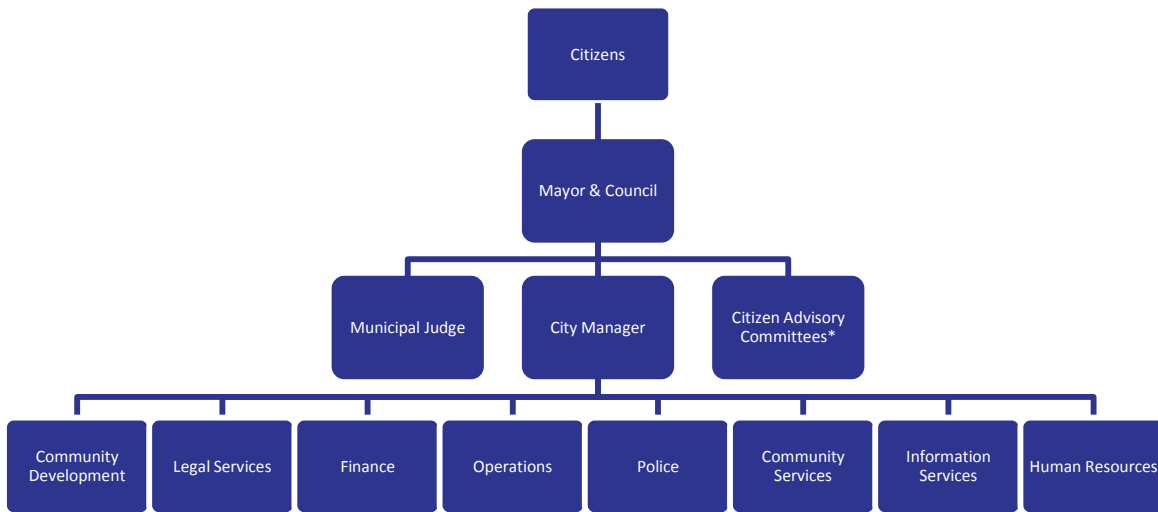 Citizens
Mayor & Council
Municipal Judge
City Manager
Citizen Advisory
Committees*
Community
Development
Legal Services
Finance
Operations
Police
Community
Services
Information
Services
Human Resources